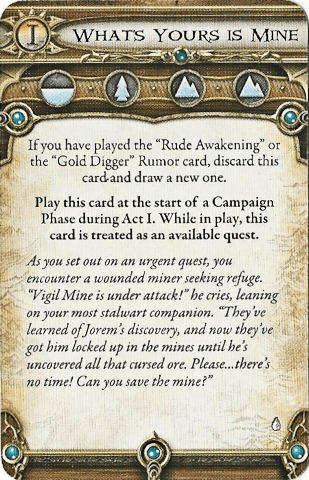 I What's Yours is Mine
If you have played the “Rude Awakening” or
the “Gold Digger” Rumor card, discard this
card and draw a new one.
Play this card at the start of a Campaign
Phase during Act I. While in play, this
card is treated as an available quest.
As you set out on an urgent quest, you
encounter a wounded miner seeking refuge.
“Vigil Mine is under attack!” he cries, leaning
on your most stalwart companion. “They’ve
learned of Jorem’s discovery, and now they’ve
got him locked up in the mines until he’s
uncovered all that cursed ore. Please...there’s
no time! Can you save the mine?”